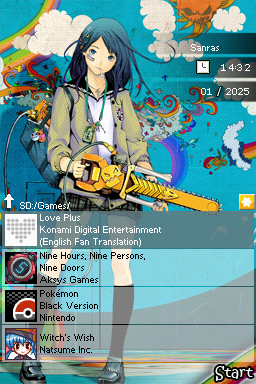 Sanras
14:32
01 / 2025
SD:/Games/
Love Plus
Konami Digital Entertainment
(English Fan Translation)
Nine Hours, Nine Persons,
Nine Doors
Aksys Games
Pokémon
Black Version
Nintendo
Witch's Wish
Natsume Inc.
Start